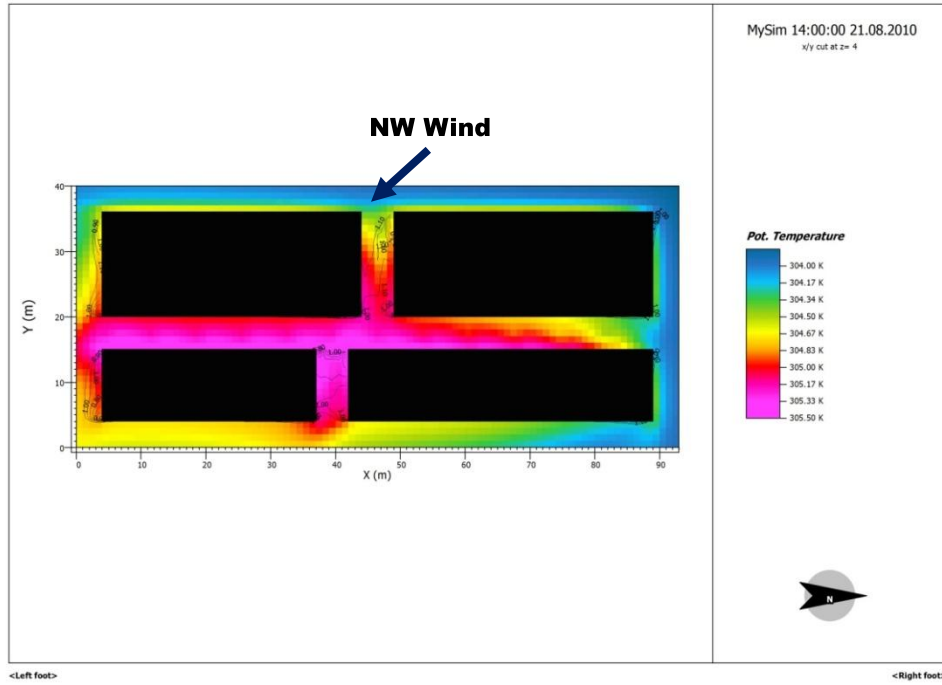 MySim 14:00:00 21.08.2010
x/y cut at z= 4
NW Wind
40
30
20
10
0
Y (m)
0 10 20 30 40 50 60 70 80 90
X (m)
Pot. Temperature
304.00 K
304.17 K
304.34 K
304.50 K
304.67 K
304.83 K
305.00 K
305.17 K
305.33 K
305.50 K
N
<Left foot>
<Right foot>